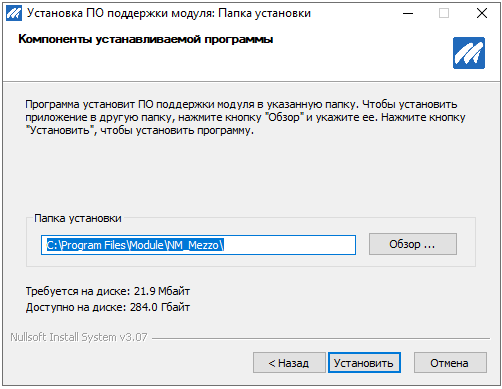 Установка ПО поддержки модуля: Папка установки
Компоненты устанавливаемой программы
Программа установит ПО поддержки модуля в указанную папку. Чтобы установить
приложение в другую папку, нажмите кнопку "Обзор" и укажите ее. Нажмите кнопку
"Установить", чтобы установить программу.
Папка установки
C:\Program Files\Module\NM_Mezzo\
Обзор ...
Требуется на диске: 21.9 Мбайт
Доступно на диске: 284.0 Гбайт
Nullsoft Install System v3.07
< Назад
Установить
Отмена